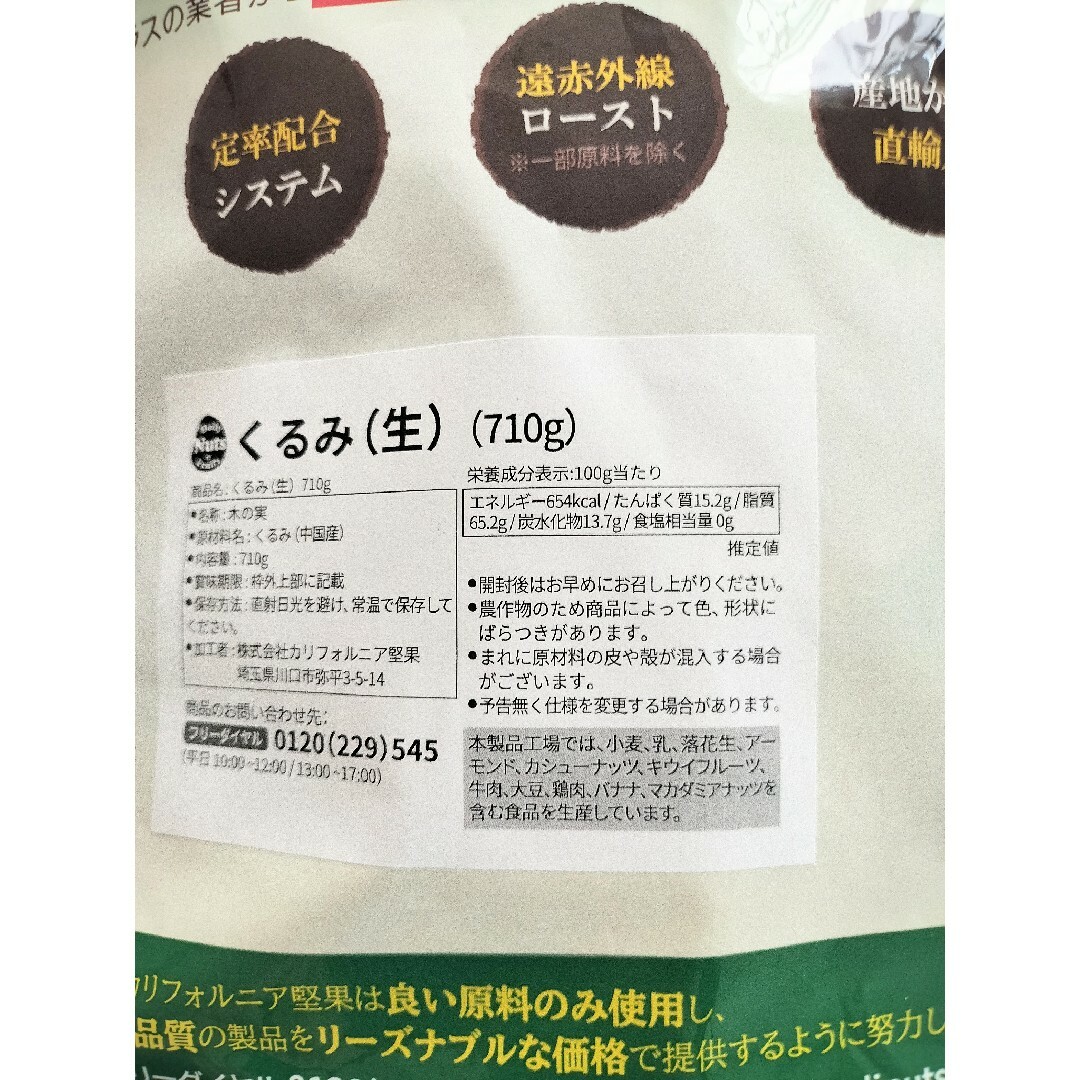 スの業者か
定率配合
システム
遠赤外線
ロースト
※一部原料を除く
産地か
直輸
Nuts
くるみ(生) (710g)
商品名:くるみ(生) 710g
•名称:木の実
•原材料名:くるみ(中国産)
•内容量:710g
•賞味期限:枠外上部に記載
•保存方法:直射日光を避け、常温で保存して
ください。
•加工者:株式会社カリフォルニア堅果
埼玉県川口市弥平3-5-14
商品のお問い合わせ先:
フリーダイヤル 0120(229)545
(平日10:00~12:00/13:00~17:00)
栄養成分表示:100g当たり
エネルギー654kcal/たんぱく質15.2g/脂質
65.2g/炭水化物13.7g/食塩相当量0g
推定値
•開封後はお早めにお召し上がりください。
•農作物のため商品によって色、形状に
ばらつきがあります。
•まれに原材料の皮や殻が混入する場合
がございます。
•予告無く仕様を変更する場合があります。
本製品工場では、小麦、乳、落花生、アー
モンド、カシューナッツ、キウイフルーツ、
牛肉、大豆、鶏肉、バナナ、マカダミアナッツを
含む食品を生産しています。
リフォルニア堅果は良い原料のみ使用し、
品質の製品をリーズナブルな価格で提供するように努力し